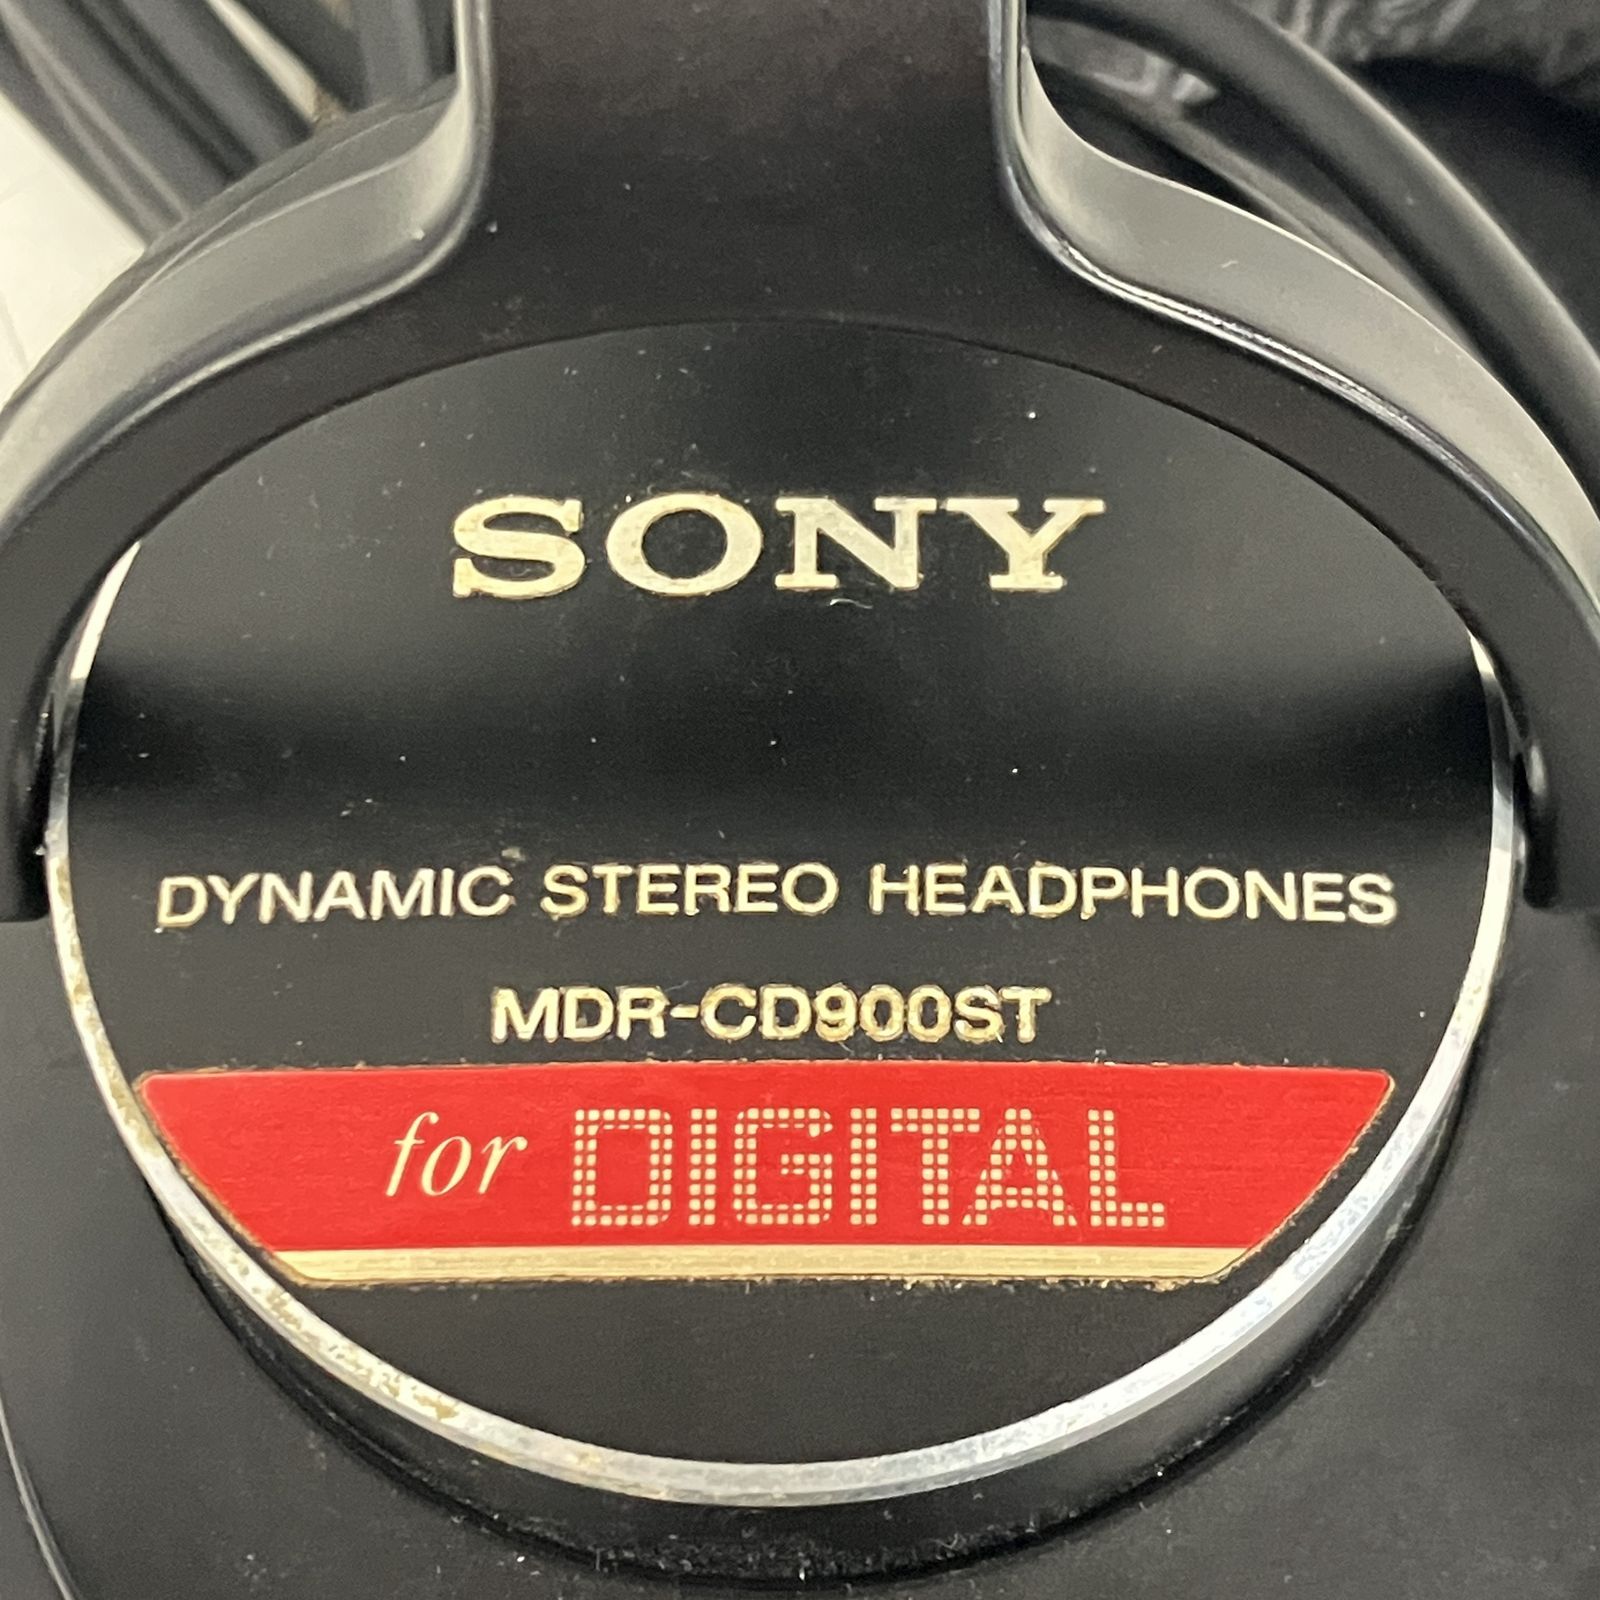 SONY
DYNAMIC STEREO HEADPHONES
MDR-CD900ST
for DIGITAL